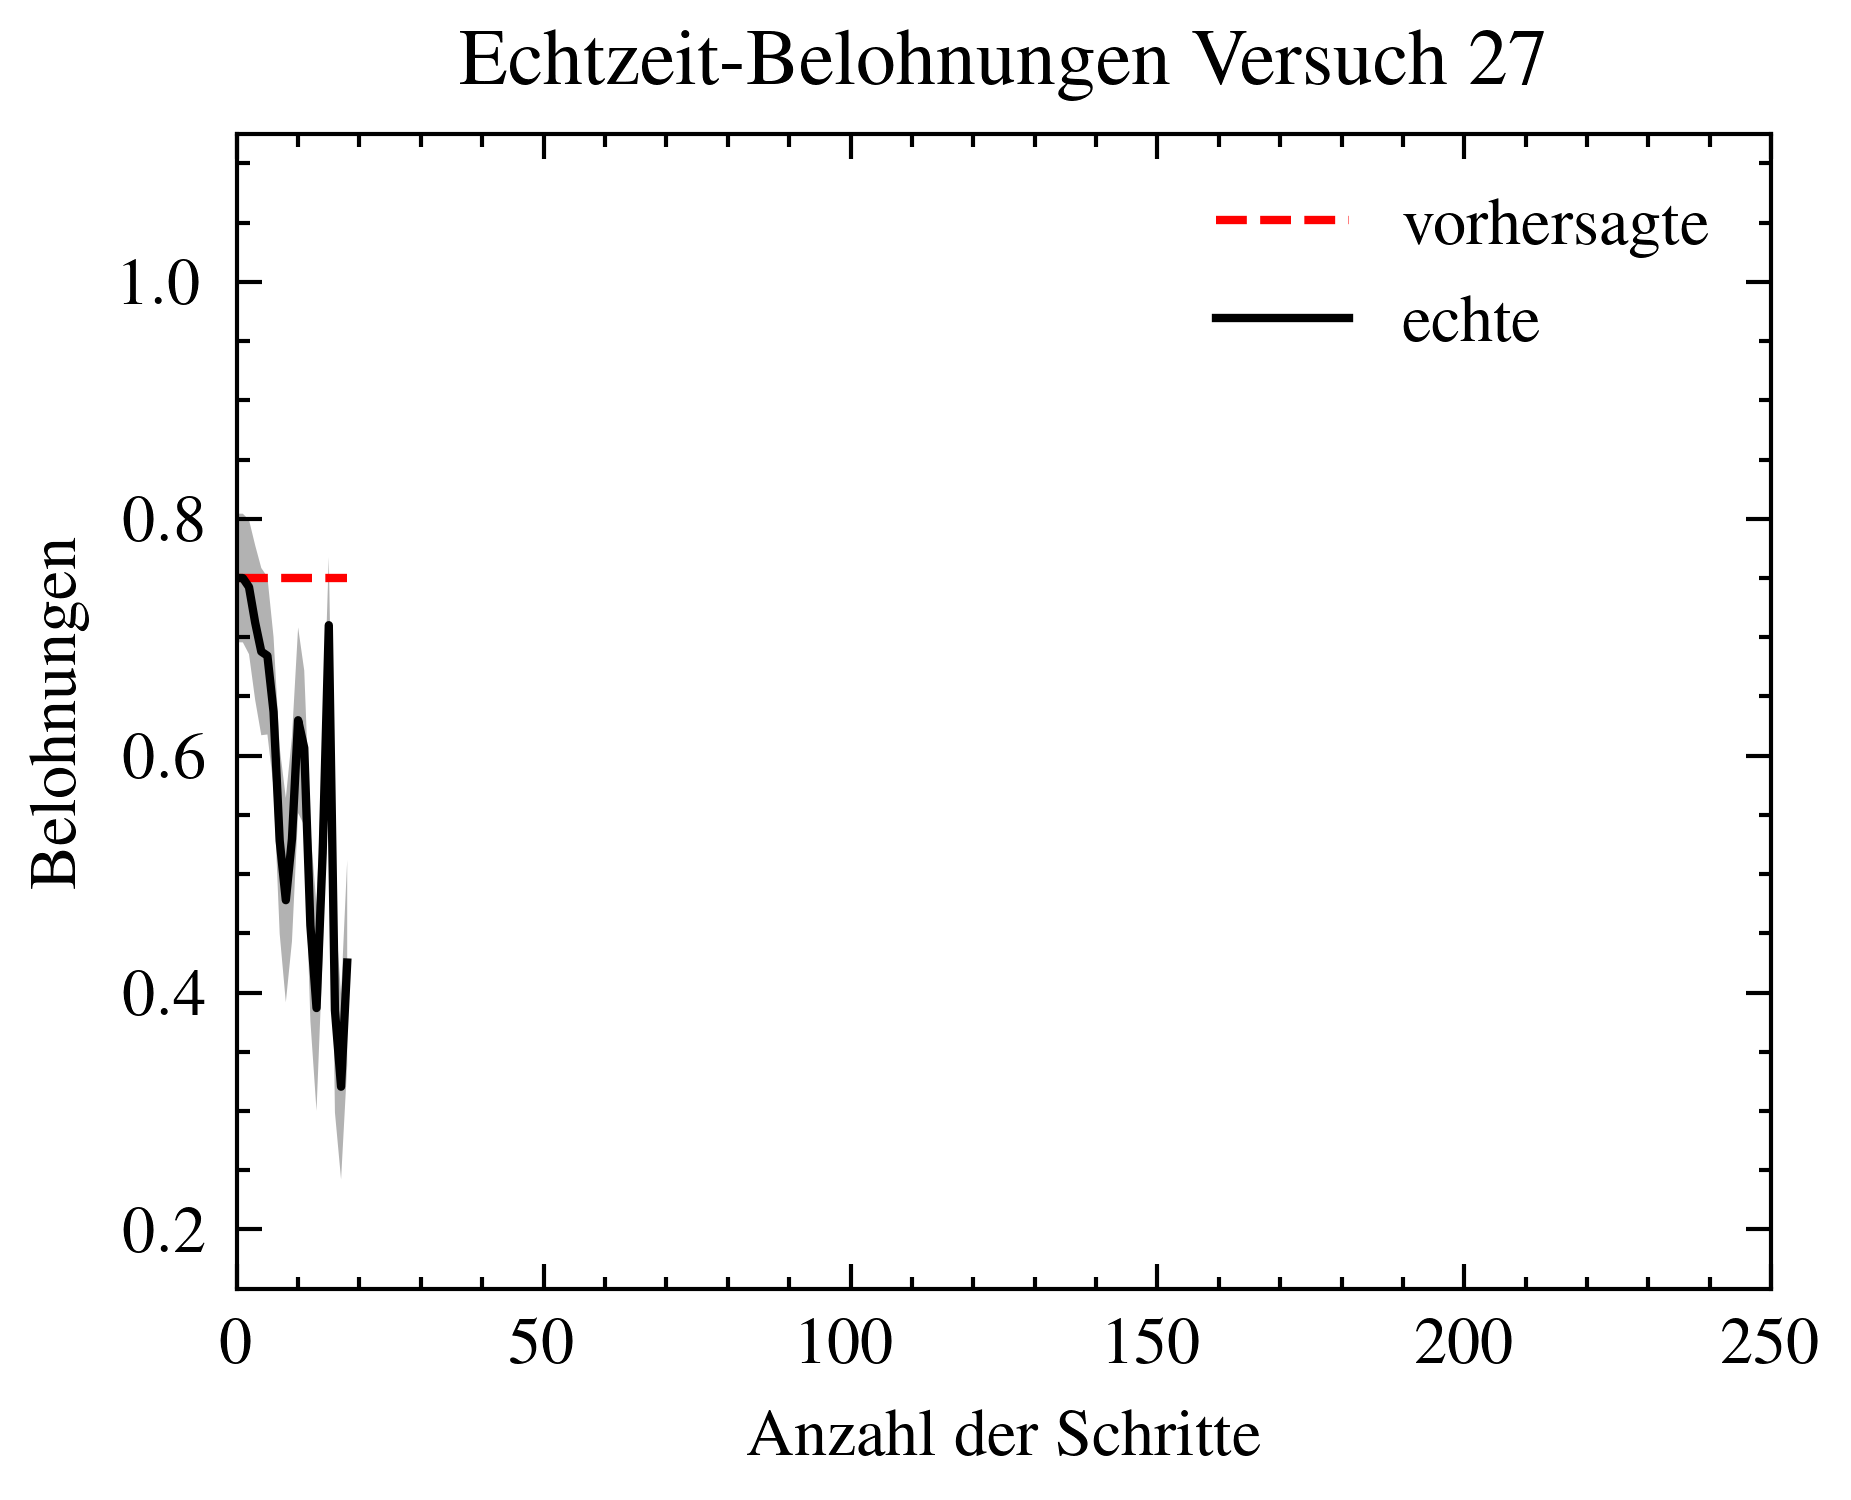 Echtzeit-Belohnungen Versuch 27
vorhersagte
echte
1.0
0.8
0.6
0.4
0.2
Belohnungen
0 50 100 150 200 250
Anzahl der Schritte